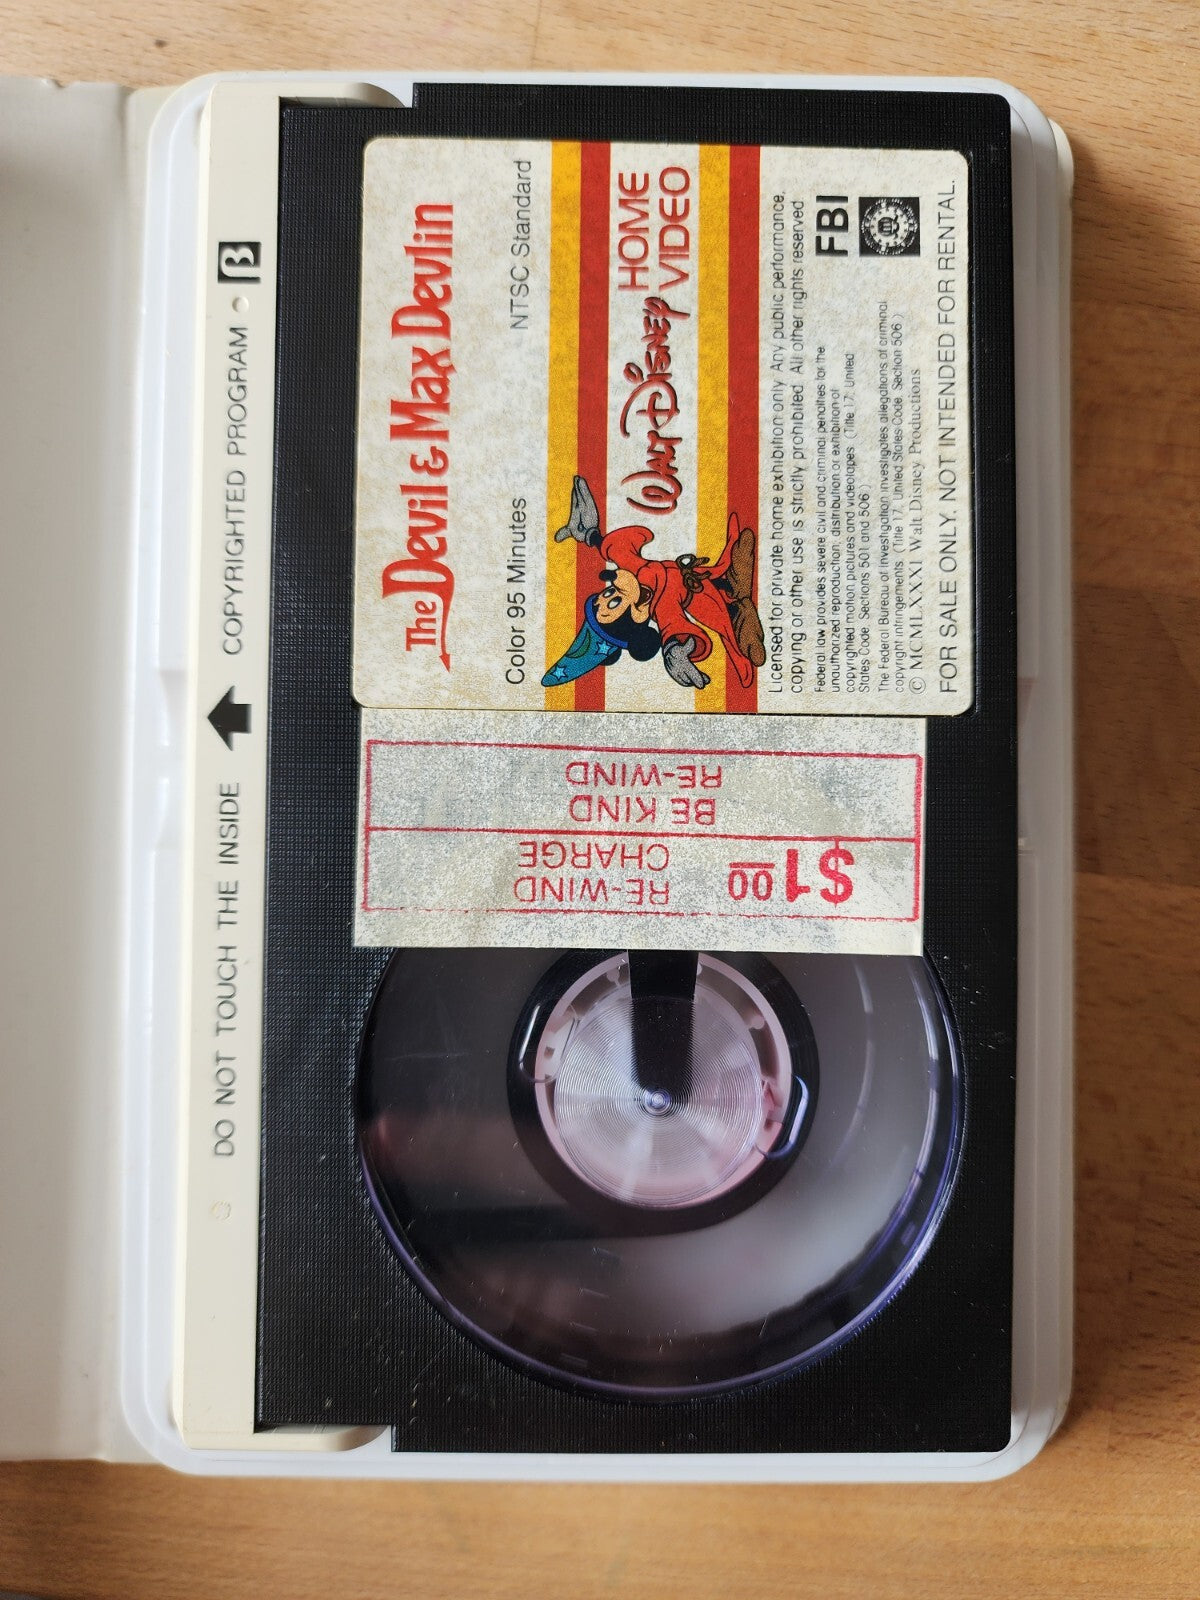 DO NOT TOUCH THE INSIDE COPYRIGHTED PROGRAM • β
The Devil & Max Devlin
Color 95 Minutes NTSC Standard
WALT DISNEY
HOME
VIDEO
Licensed for private home exhibition only. Any public performance,
copying or other use is strictly prohibited. All other rights reserved.
Federal law provides severe civil and criminal penalties for the
unauthorized reproduction, distribution or exhibition of
copyrighted motion pictures and videotapes. (Title 17, United
States Code, Sections 501 and 506.)
The Federal Bureau of Investigation investigates allegations of criminal
copyright infringements. (Title 17, United States Code, Section 506.)
FBI
© MCMLXXXI Walt Disney Productions
FOR SALE ONLY. NOT INTENDED FOR RENTAL.
$1.00
RE-WIND
CHARGE
BE KIND
RE-WIND